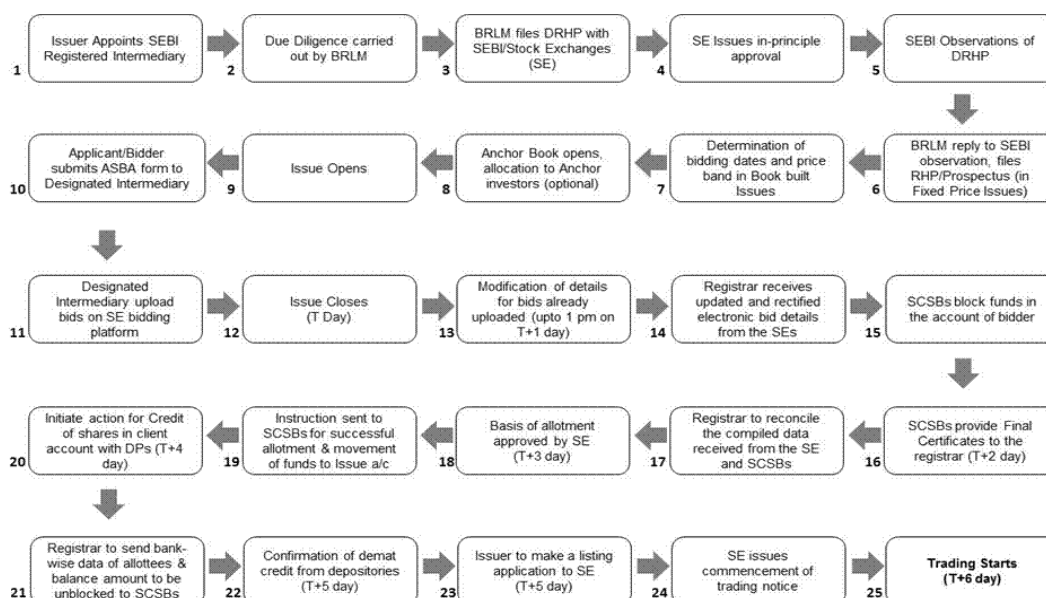 1
Issuer Appoints SEBI
Registered Intermediary
2
Due Diligence carried
out by BRLM
3
BRLM files DRHP with
SEBI/Stock Exchanges
(SE)
4
SE Issues in-principle
approval
5
SEBI Observations of
DRHP
6
BRLM reply to SEBI
observation, files
RHP/Prospectus (in
Fixed Price Issues)
7
Determination of
bidding dates and price
band in Book built
Issues
8
Anchor Book opens,
allocation to Anchor
investors (optional)
9
Issue Opens
10
Applicant/Bidder
submits ASBA form to
Designated Intermediary
11
Designated
Intermediary upload
bids on SE bidding
platform
12
Issue Closes
(T Day)
13
Modification of details
for bids already
uploaded (upto 1 pm on
T+1 day)
14
Registrar receives
updated and rectified
electronic bid details
from the SEs
15
SCSBs block funds in
the account of bidder
16
SCSBs provide Final
Certificates to the
registrar (T+2 day)
17
Registrar to reconcile
the compiled data
received from the SE
and SCSBs
18
Basis of allotment
approved by SE
(T+3 day)
19
Instruction sent to
SCSBs for successful
allotment & movement
of funds to Issue a/c
20
Initiate action for Credit
of shares in client
account with DPs (T+4
day)
21
Registrar to send bank-
wise data of allottees &
balance amount to be
unblocked to SCSBs
22
Confirmation of demat
credit from depositories
(T+5 day)
23
Issuer to make a listing
application to SE
(T+5 day)
24
SE issues
commencement of
trading notice
25
Trading Starts
(T+6 day)